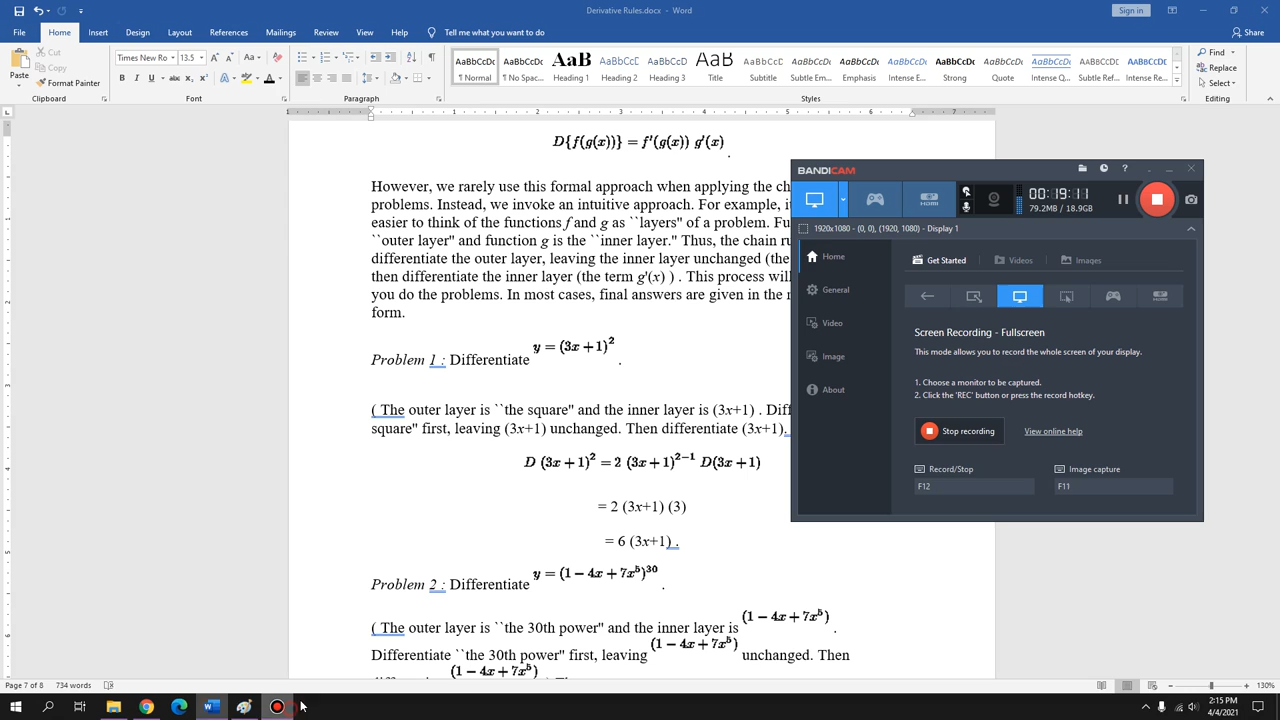 Derivative Rules.docx - Word
Sign in
File Home Insert Design Layout References Mailings Review View Help Tell me what you want to do
Share
Paste
Cut
Copy
Format Painter
Clipboard
Times New Ro 13.5
Font
Paragraph
AaBbCcDc AaBbCcDc AaB AaBbCcC AaBbCcD AaB AaBbCcD AaBbCcDc AaBbCcDc AaBbCcDc AaBbCcDc AaBbCcDc AaBbCcDc AaBbCcDc AaBbCcDc
¶ Normal ¶ No Spac... Heading 1 Heading 2 Heading 3 Title Subtitle Subtle Em... Emphasis Intense E... Strong Quote Intense Q... Subtle Ref... Intense Re...
Styles
Find
Replace
Select
Editing
D{f(g(x))} = f'(g(x)) g'(x)
.
However, we rarely use this formal approach when applying the cha
problems. Instead, we invoke an intuitive approach. For example, it
easier to think of the functions f and g as ``layers'' of a problem. Fu
``outer layer'' and function g is the ``inner layer.'' Thus, the chain ru
differentiate the outer layer, leaving the inner layer unchanged (the
then differentiate the inner layer (the term g'(x) ) . This process will
you do the problems. In most cases, final answers are given in the m
form.
Problem 1 : Differentiate y = (3x + 1)² .
( The outer layer is ``the square'' and the inner layer is (3x+1) . Diff
square'' first, leaving (3x+1) unchanged. Then differentiate (3x+1).
D (3x + 1)² = 2 (3x + 1)²⁻¹ D(3x + 1)
= 2 (3x+1) (3)
= 6 (3x+1) .
Problem 2 : Differentiate y = (1 − 4x + 7x⁵)³⁰ .
( The outer layer is ``the 30th power'' and the inner layer is (1 − 4x + 7x⁵) .
Differentiate ``the 30th power'' first, leaving (1 − 4x + 7x⁵) unchanged. Then
(1 − 4x + 7x⁵)
BANDICAM
HDMI
00:19:11
79.2MB / 18.9GB
1920x1080 - (0, 0), (1920, 1080) - Display 1
Home
General
Video
Image
About
Get Started Videos Images
Screen Recording - Fullscreen
This mode allows you to record the whole screen of your display.
1. Choose a monitor to be captured.
2. Click the 'REC' button or press the record hotkey.
Stop recording View online help
Record/Stop Image capture
F12 F11
Page 7 of 8 734 words
130%
2:15 PM
4/4/2021